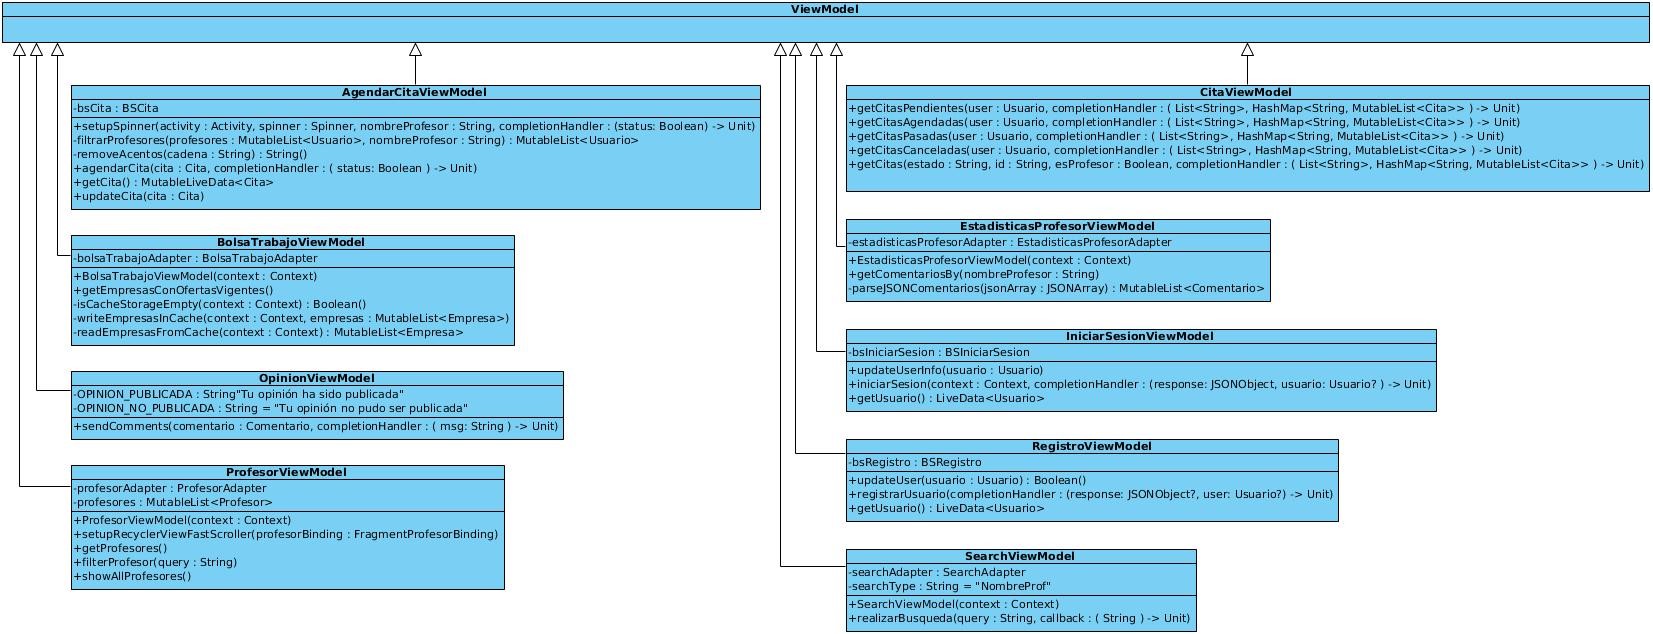 ViewModel
AgendarCitaViewModel
-bsCita : BSCita
+setupSpinner(activity : Activity, spinner : Spinner, nombreProfesor : String, completionHandler : (status: Boolean) -> Unit)
-filtrarProfesores(profesores : MutableList<Usuario>, nombreProfesor : String) : MutableList<Usuario>
-removeAcentos(cadena : String) : String()
+agendarCita(cita : Cita, completionHandler : ( status: Boolean ) -> Unit)
+getCita() : MutableLiveData<Cita>
+updateCita(cita : Cita)
BolsaTrabajoViewModel
-bolsaTrabajoAdapter : BolsaTrabajoAdapter
+BolsaTrabajoViewModel(context : Context)
+getEmpresasConOfertasVigentes()
-isCacheStorageEmpty(context : Context) : Boolean()
-writeEmpresasInCache(context : Context, empresas : MutableList<Empresa>)
-readEmpresasFromCache(context : Context) : MutableList<Empresa>
OpinionViewModel
-OPINION_PUBLICADA : String"Tu opinión ha sido publicada"
-OPINION_NO_PUBLICADA : String = "Tu opinión no pudo ser publicada"
+sendComments(comentario : Comentario, completionHandler : ( msg: String ) -> Unit)
ProfesorViewModel
-profesorAdapter : ProfesorAdapter
-profesores : MutableList<Profesor>
+ProfesorViewModel(context : Context)
+setupRecyclerViewFastScroller(profesorBinding : FragmentProfesorBinding)
+getProfesores()
+filterProfesor(query : String)
+showAllProfesores()
CitaViewModel
+getCitasPendientes(user : Usuario, completionHandler : ( List<String>, HashMap<String, MutableList<Cita>> ) -> Unit)
+getCitasAgendadas(user : Usuario, completionHandler : ( List<String>, HashMap<String, MutableList<Cita>> ) -> Unit)
+getCitasPasadas(user : Usuario, completionHandler : ( List<String>, HashMap<String, MutableList<Cita>> ) -> Unit)
+getCitasCanceladas(user : Usuario, completionHandler : ( List<String>, HashMap<String, MutableList<Cita>> ) -> Unit)
+getCitas(estado : String, id : String, esProfesor : Boolean, completionHandler : ( List<String>, HashMap<String, MutableList<Cita>> ) -> Unit)
EstadisticasProfesorViewModel
-estadisticasProfesorAdapter : EstadisticasProfesorAdapter
+EstadisticasProfesorViewModel(context : Context)
+getComentariosBy(nombreProfesor : String)
-parseJSONComentarios(jsonArray : JSONArray) : MutableList<Comentario>
IniciarSesionViewModel
-bsIniciarSesion : BSIniciarSesion
+updateUserInfo(usuario : Usuario)
+iniciarSesion(context : Context, completionHandler : (response: JSONObject, usuario: Usuario? ) -> Unit)
+getUsuario() : LiveData<Usuario>
RegistroViewModel
-bsRegistro : BSRegistro
+updateUser(usuario : Usuario) : Boolean()
+registrarUsuario(completionHandler : (response: JSONObject?, user: Usuario?) -> Unit)
+getUsuario() : LiveData<Usuario>
SearchViewModel
-searchAdapter : SearchAdapter
-searchType : String = "NombreProf"
+SearchViewModel(context : Context)
+realizarBusqueda(query : String, callback : ( String ) -> Unit)